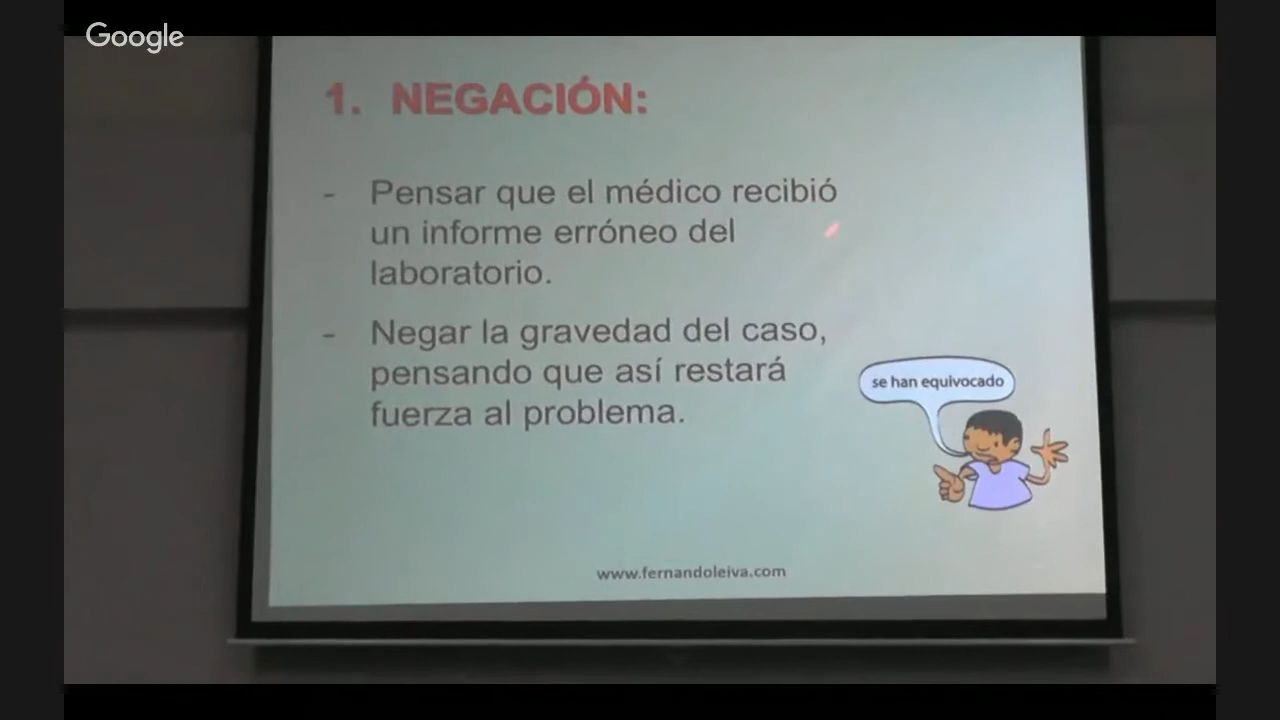 Google
1. NEGACIÓN:
- Pensar que el médico recibió
un informe erróneo del
laboratorio.
- Negar la gravedad del caso,
pensando que así restará
fuerza al problema.
se han equivocado
www.fernandoleiva.com